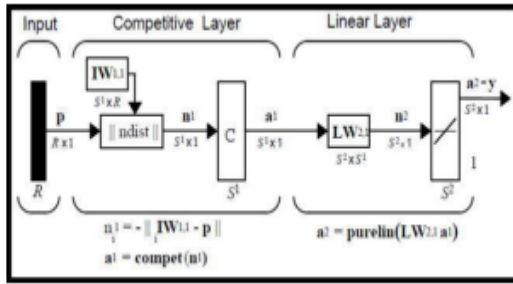 Input Competitive Layer Linear Layer
IW1,1
S1xR
p
Rx1
|| ndist ||
n1
S1x1
C
a1
S1x1
LW2,1
S2xS1
n2
S2x1
a2=y
S2x1
1
R S1 S2
ni1 = - || iIW1,1 - p ||
a1 = compet(n1)
a2 = purelin(LW2,1 a1)